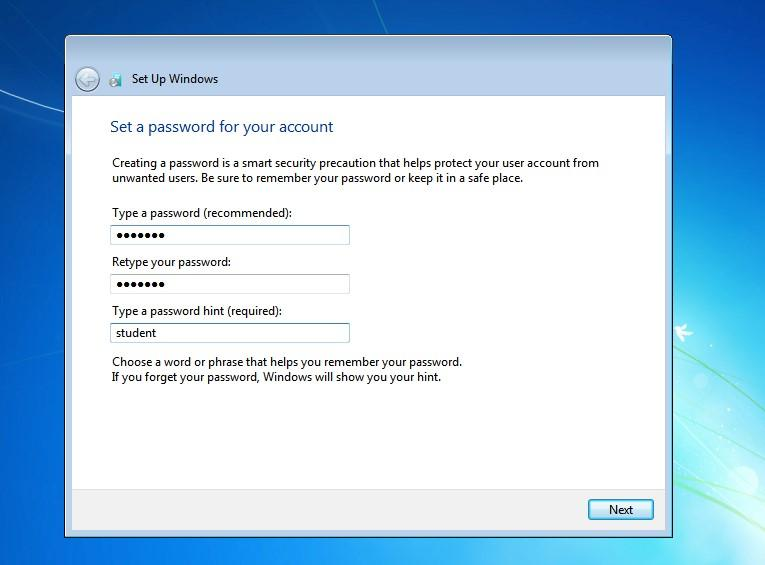 Set Up Windows
Set a password for your account
Creating a password is a smart security precaution that helps protect your user account from
unwanted users. Be sure to remember your password or keep it in a safe place.
Type a password (recommended):
●●●●●●●
Retype your password:
●●●●●●●
Type a password hint (required):
student
Choose a word or phrase that helps you remember your password.
If you forget your password, Windows will show you your hint.
Next